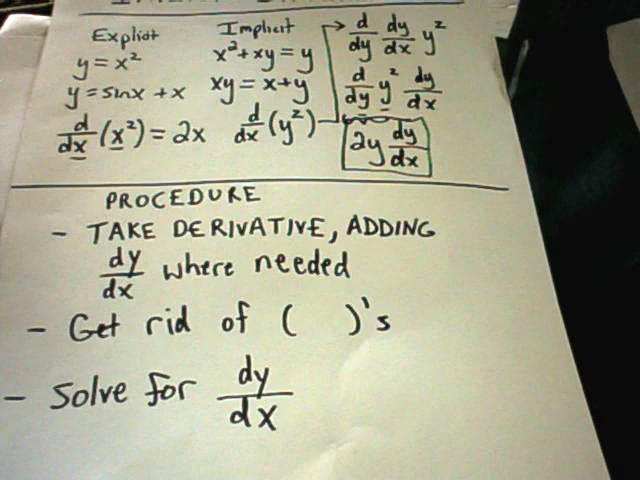 Explicit
y = x²
y = sinx + x
d/dx (x²) = 2x
Implicit
x² + xy = y
xy = x + y
d/dx (y²)
d/dy dy/dx y²
d/dy y² dy/dx
2y dy/dx
PROCEDURE
- TAKE DERIVATIVE, ADDING
dy/dx where needed
- Get rid of ( )'s
- Solve for dy/dx